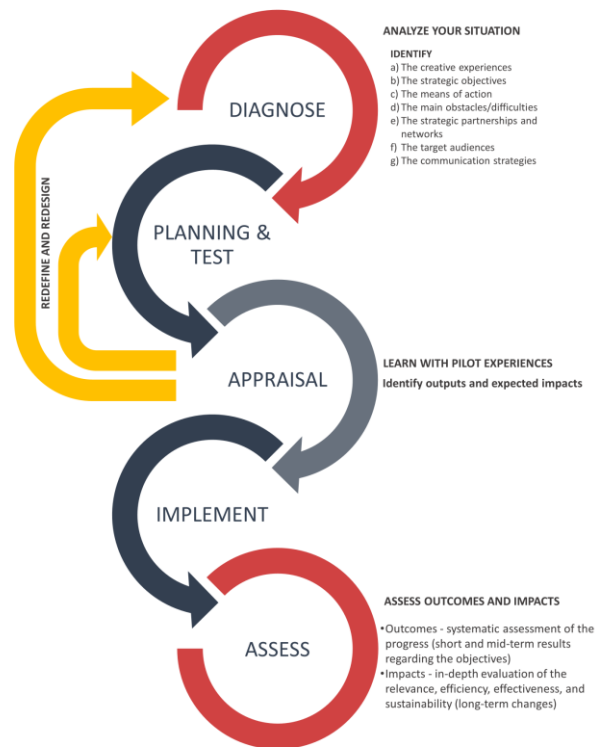 ANALYZE YOUR SITUATION
IDENTIFY
a) The creative experiences
b) The strategic objectives
c) The means of action
d) The main obstacles/difficulties
e) The strategic partnerships and
networks
f) The target audiences
g) The communication strategies
DIAGNOSE
REDEFINE AND REDESIGN
PLANNING &
TEST
APPRAISAL
LEARN WITH PILOT EXPERIENCES
Identify outputs and expected impacts
IMPLEMENT
ASSESS
ASSESS OUTCOMES AND IMPACTS
•Outcomes - systematic assessment of the
progress (short and mid-term results
regarding the objectives)
•Impacts - in-depth evaluation of the
relevance, efficiency, effectiveness, and
sustainability (long-term changes)